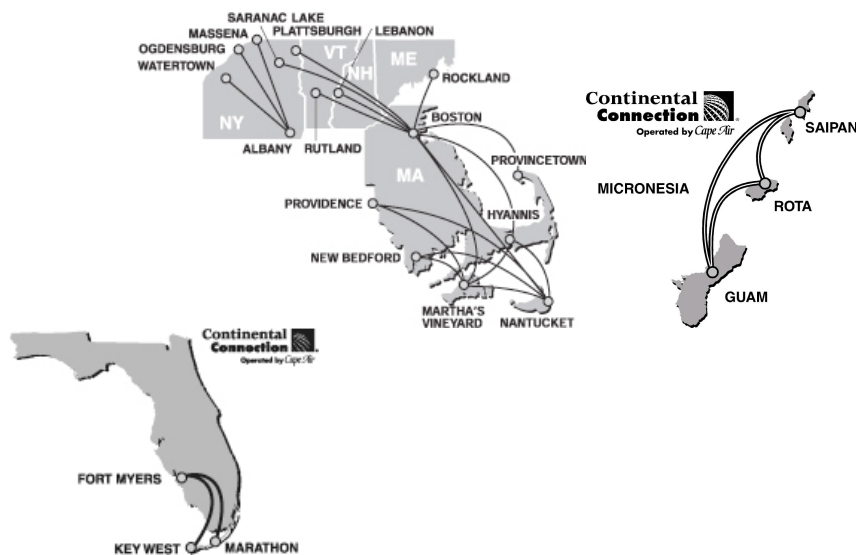 SARANAC LAKE
MASSENA
PLATTSBURGH
LEBANON
OGDENSBURG
WATERTOWN
VT
NH
ME
ROCKLAND
NY
BOSTON
ALBANY
RUTLAND
PROVINCETOWN
MA
PROVIDENCE
HYANNIS
NEW BEDFORD
MARTHA'S
VINEYARD
NANTUCKET
Continental
Connection
Operated by Cape Air
SAIPAN
MICRONESIA
ROTA
GUAM
Continental
Connection
Operated by Cape Air
FORT MYERS
KEY WEST
MARATHON